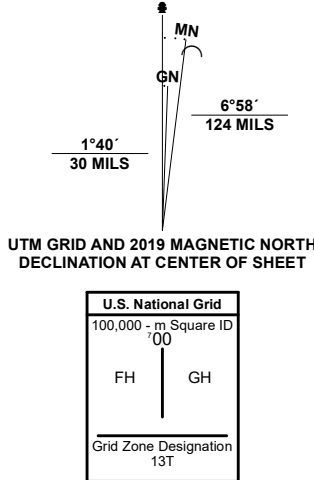 MN
GN
6°58´
124 MILS
1°40´
30 MILS
UTM GRID AND 2019 MAGNETIC NORTH
DECLINATION AT CENTER OF SHEET
U.S. National Grid
100,000 - m Square ID
⁷00
FH GH
Grid Zone Designation
13T